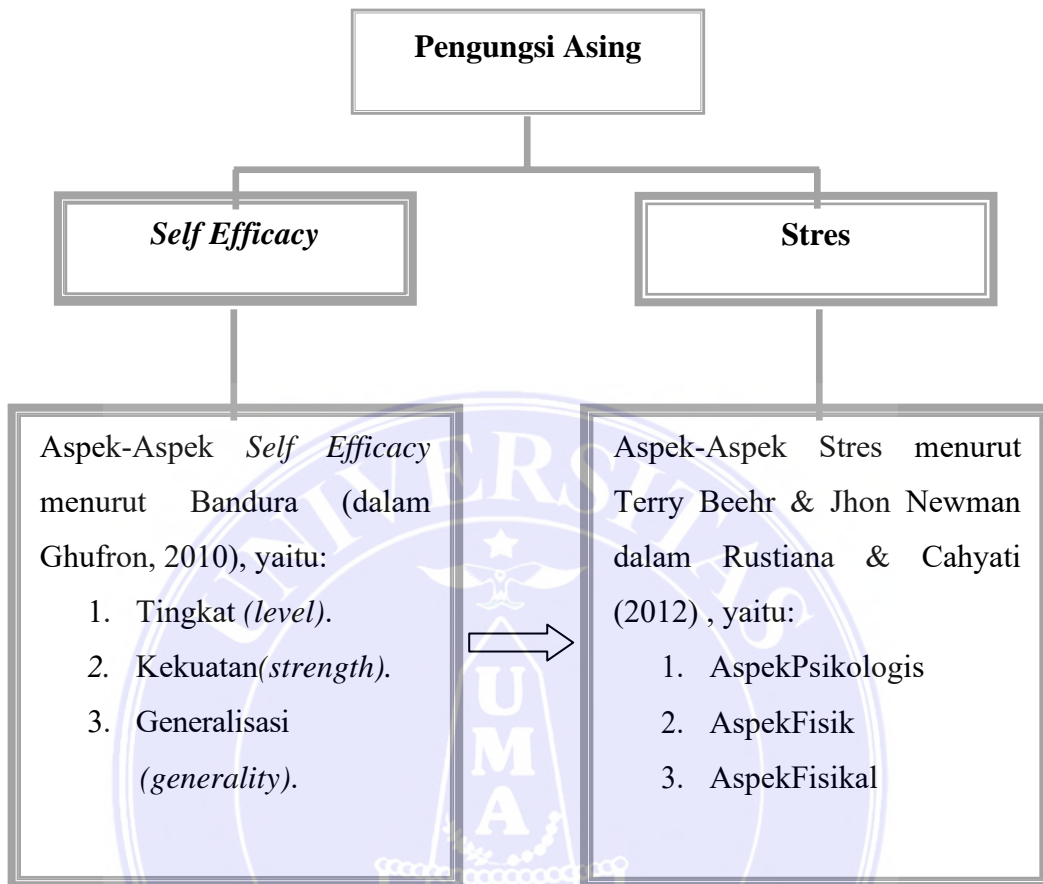 Pengungsi Asing
Self Efficacy
Stres
Aspek-Aspek Self Efficacy
menurut Bandura (dalam
Ghufron, 2010), yaitu:
1. Tingkat (level).
2. Kekuatan(strength).
3. Generalisasi
(generality).
Aspek-Aspek Stres menurut
Terry Beehr & Jhon Newman
dalam Rustiana & Cahyati
(2012) , yaitu:
1. AspekPsikologis
2. AspekFisik
3. AspekFisikal
UNIVERSITAS
UMA